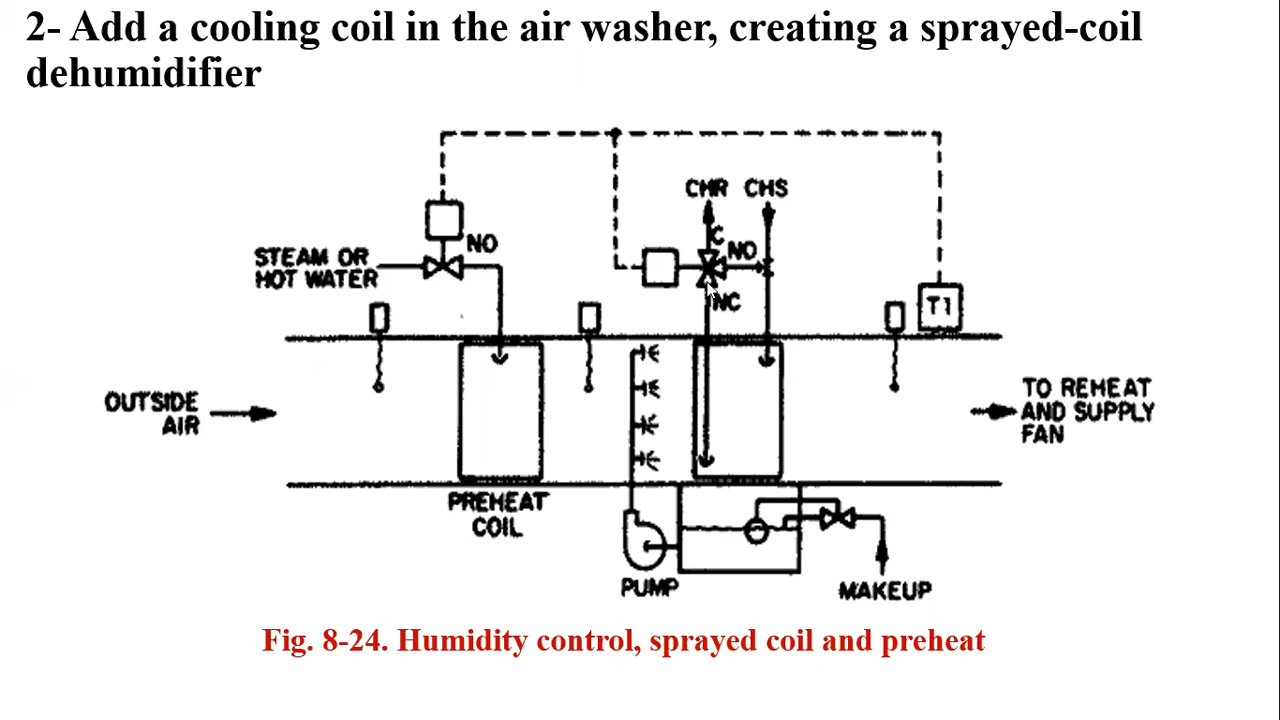 2- Add a cooling coil in the air washer, creating a sprayed-coil
dehumidifier
CHR CHS
C
NO
NO
STEAM OR
HOT WATER
NC
T1
OUTSIDE
AIR
TO REHEAT
AND SUPPLY
FAN
PREHEAT
COIL
PUMP
MAKEUP
Fig. 8-24. Humidity control, sprayed coil and preheat